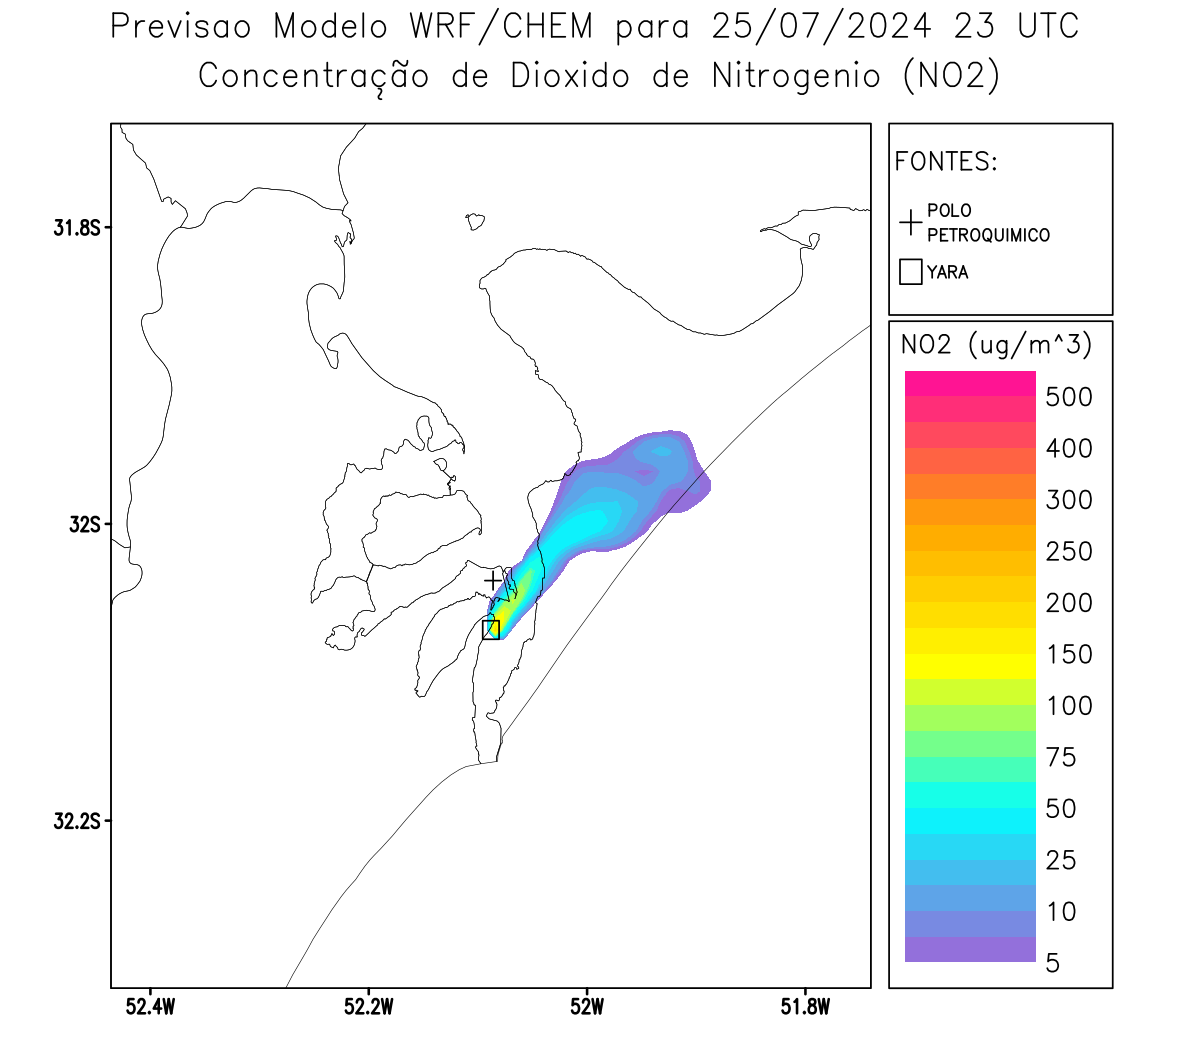 Previsao Modelo WRF/CHEM para 25/07/2024 23 UTC
Concentração de Dioxido de Nitrogenio (NO2)
FONTES:
POLO
PETROQUIMICO
YARA
31.8S
32S
32.2S
52.4W
52.2W
52W
51.8W
NO2 (ug/m^3)
500
400
300
250
200
150
100
75
50
25
10
5